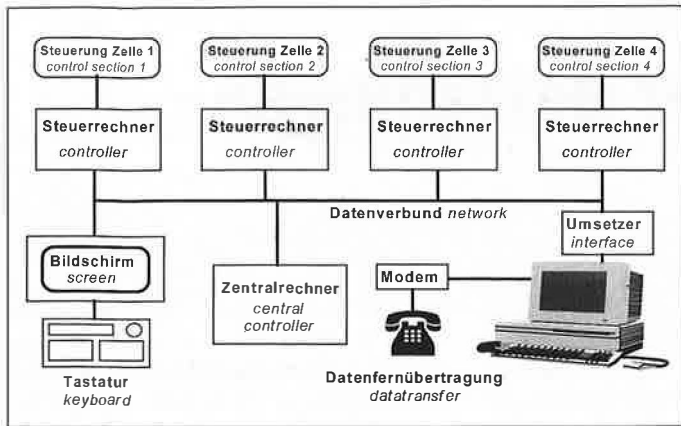 Steuerung Zelle 1
control section 1
Steuerung Zelle 2
control section 2
Steuerung Zelle 3
control section 3
Steuerung Zelle 4
control section 4
Steuerrechner
controller
Steuerrechner
controller
Steuerrechner
controller
Steuerrechner
controller
Datenverbund network
Umsetzer
interface
Bildschirm
screen
Zentralrechner
central
controller
Modem
Tastatur
keyboard
Datenfernübertragung
datatransfer